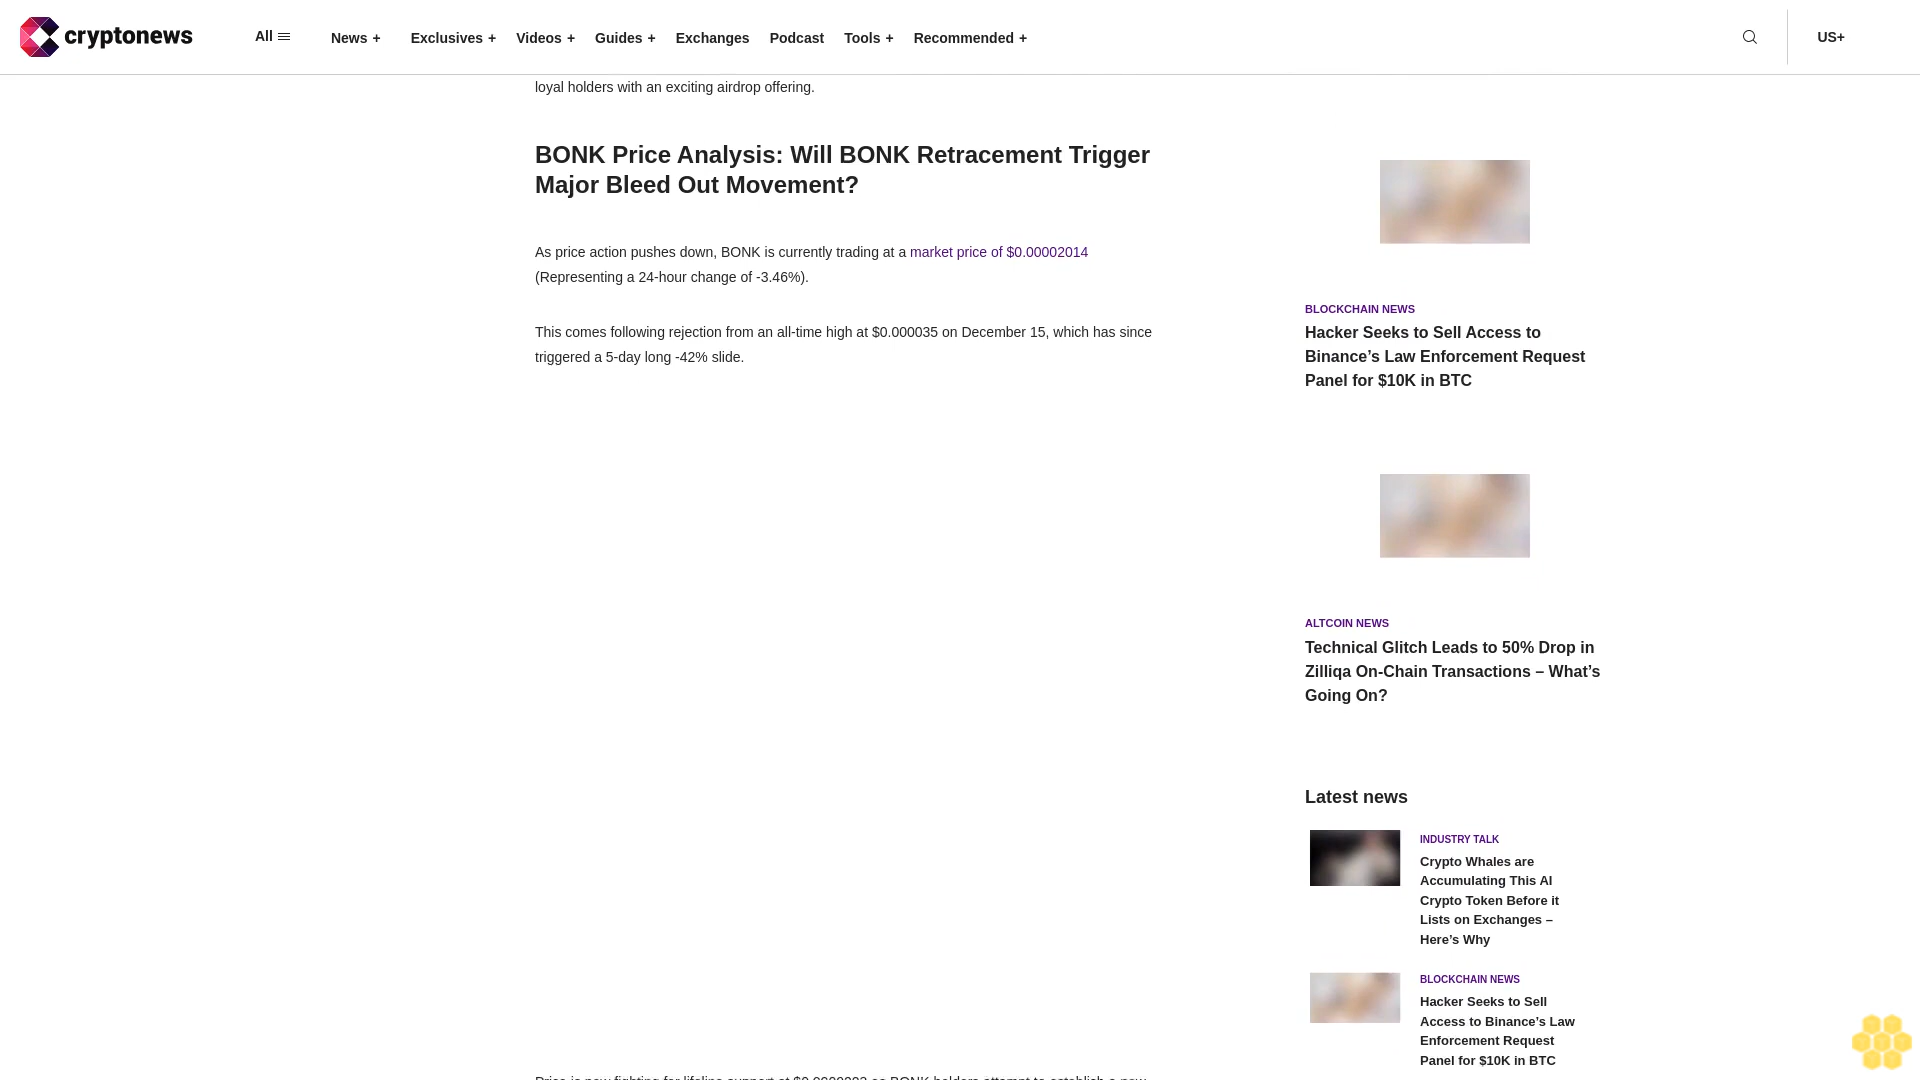 cryptonews
All
News +
Exclusives +
Videos +
Guides +
Exchanges
Podcast
Tools +
Recommended +
US+
loyal holders with an exciting airdrop offering.
BONK Price Analysis: Will BONK Retracement Trigger
Major Bleed Out Movement?
As price action pushes down, BONK is currently trading at a market price of $0.00002014
(Representing a 24-hour change of -3.46%).
This comes following rejection from an all-time high at $0.000035 on December 15, which has since
triggered a 5-day long -42% slide.
BLOCKCHAIN NEWS
Hacker Seeks to Sell Access to
Binance’s Law Enforcement Request
Panel for $10K in BTC
ALTCOIN NEWS
Technical Glitch Leads to 50% Drop in
Zilliqa On-Chain Transactions – What’s
Going On?
Latest news
INDUSTRY TALK
Crypto Whales are
Accumulating This AI
Crypto Token Before it
Lists on Exchanges –
Here’s Why
BLOCKCHAIN NEWS
Hacker Seeks to Sell
Access to Binance’s Law
Enforcement Request
Panel for $10K in BTC